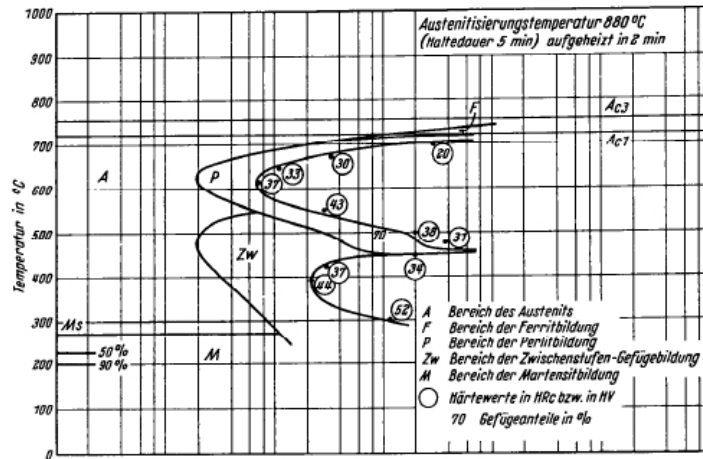 Austenitisierungstemperatur 880 °C
(Haltedauer 5 min) aufgeheizt in 2 min
Temperatur in °C
1000
900
800
700
600
500
400
300
200
100
0
Ac3
Ac1
F
A
P
Zw
M
Ms
50 %
90 %
20
30
33
37
43
38
31
70
34
37
44
52
A Bereich des Austenits
F Bereich der Ferritbildung
P Bereich der Perlitbildung
Zw Bereich der Zwischenstufen-Gefügebildung
M Bereich der Martensitbildung
Härtewerte in HRc bzw. in HV
70 Gefügeanteile in %